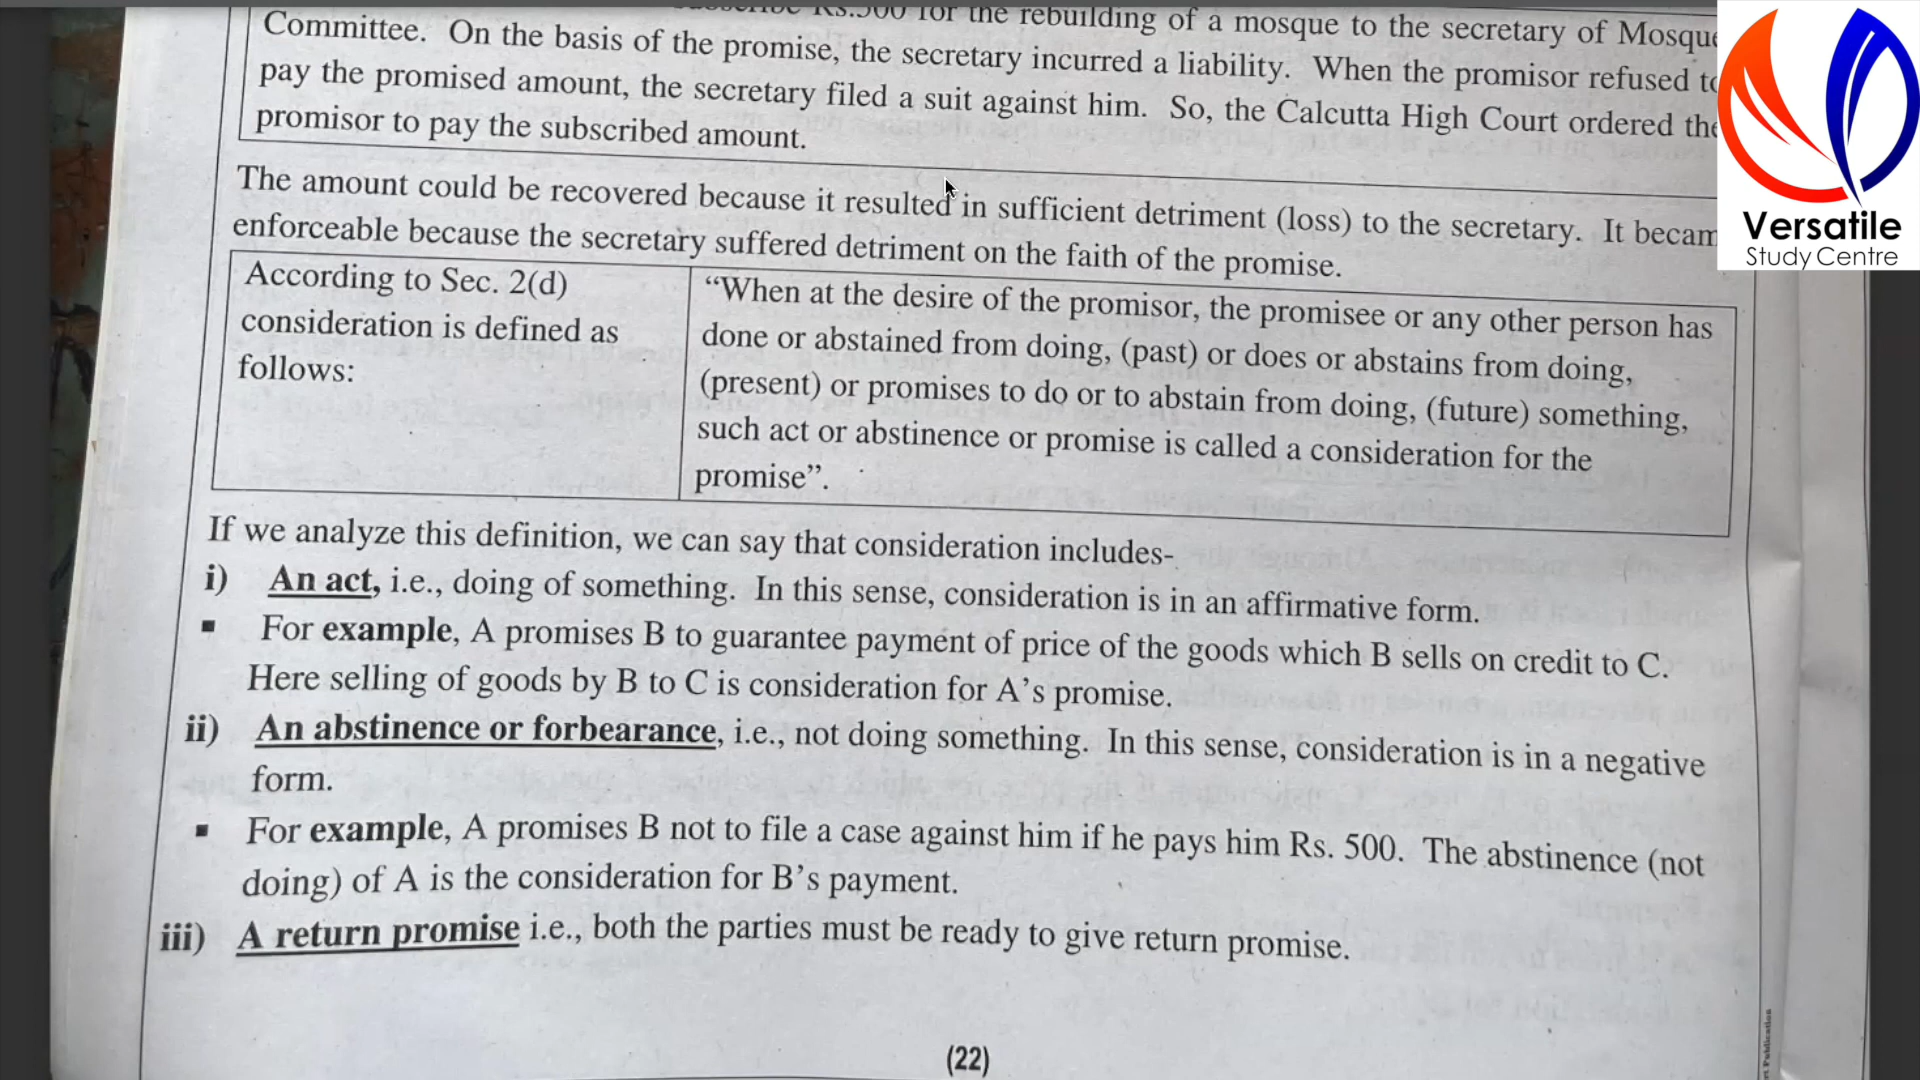 Rs.500 for the rebuilding of a mosque to the secretary of Mosque
Committee. On the basis of the promise, the secretary incurred a liability. When the promisor refused to
pay the promised amount, the secretary filed a suit against him. So, the Calcutta High Court ordered the
promisor to pay the subscribed amount.
The amount could be recovered because it resulted in sufficient detriment (loss) to the secretary. It becam
enforceable because the secretary suffered detriment on the faith of the promise.
According to Sec. 2(d)
consideration is defined as
follows:
“When at the desire of the promisor, the promisee or any other person has
done or abstained from doing, (past) or does or abstains from doing,
(present) or promises to do or to abstain from doing, (future) something,
such act or abstinence or promise is called a consideration for the
promise”.
If we analyze this definition, we can say that consideration includes-
i) An act, i.e., doing of something. In this sense, consideration is in an affirmative form.
▪ For example, A promises B to guarantee payment of price of the goods which B sells on credit to C.
Here selling of goods by B to C is consideration for A’s promise.
ii) An abstinence or forbearance, i.e., not doing something. In this sense, consideration is in a negative
form.
▪ For example, A promises B not to file a case against him if he pays him Rs. 500. The abstinence (not
doing) of A is the consideration for B’s payment.
iii) A return promise i.e., both the parties must be ready to give return promise.
(22)
Versatile
Study Centre